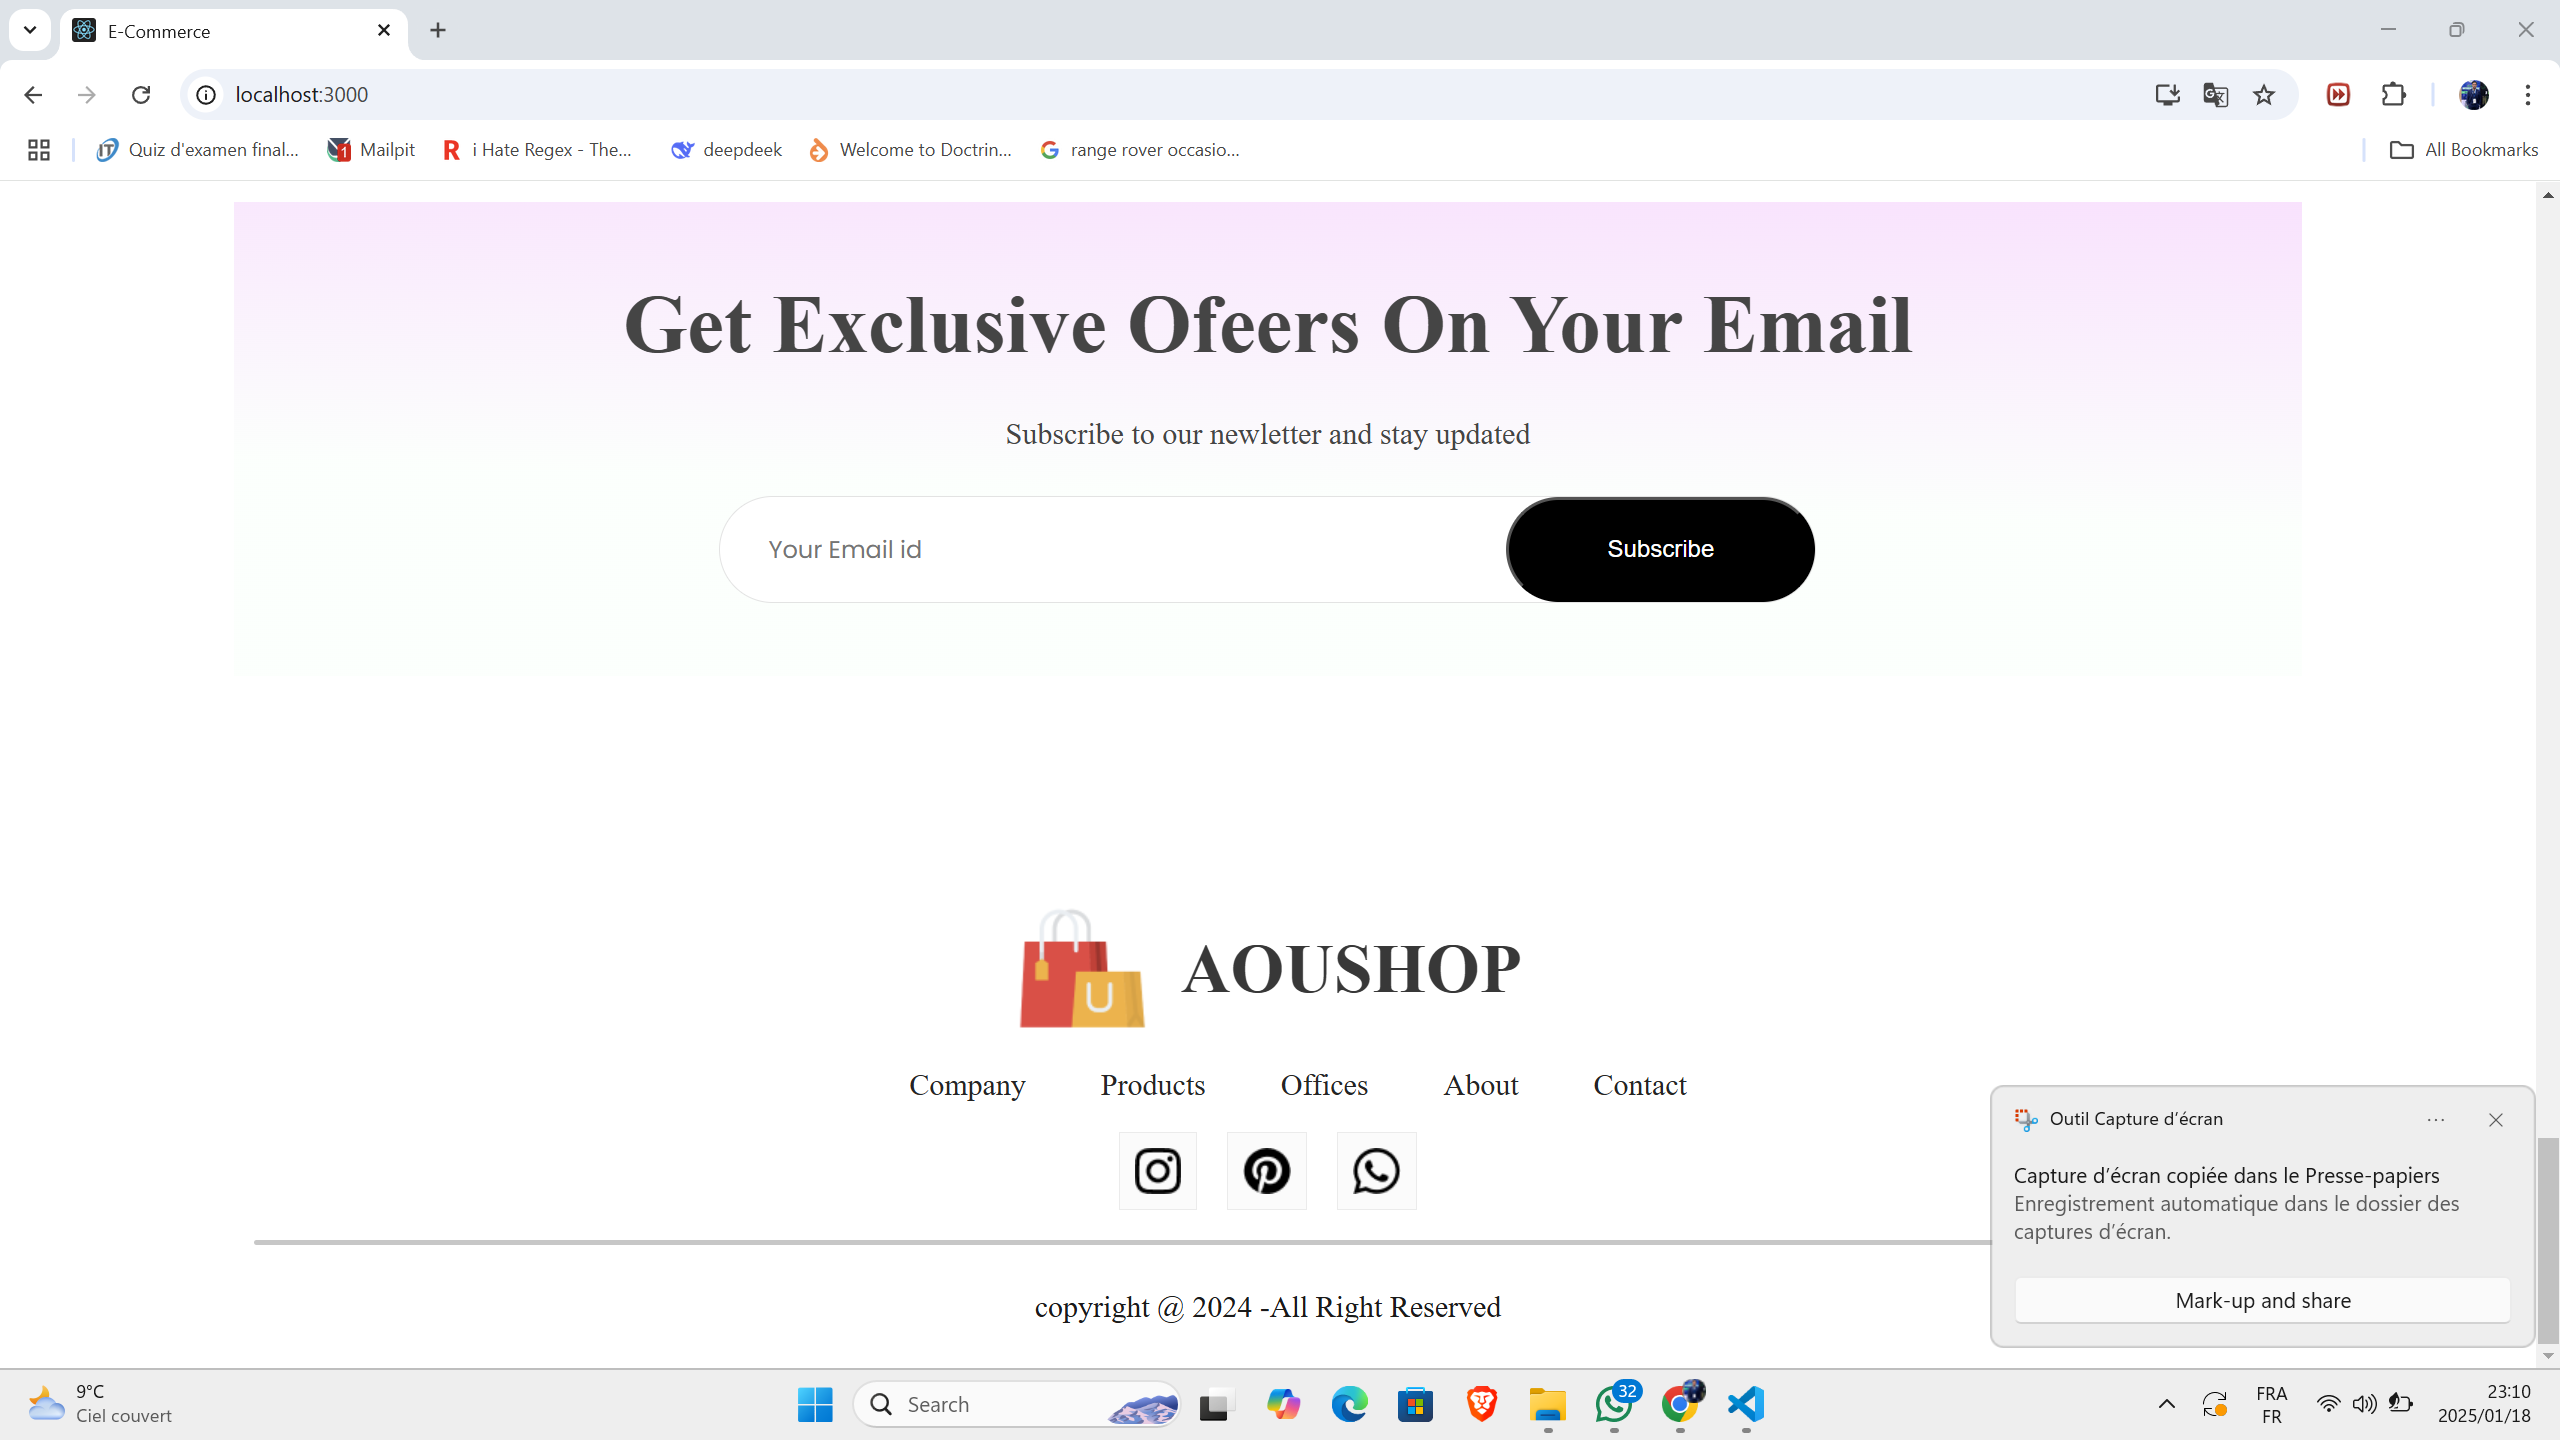 E-Commerce
localhost:3000
Quiz d'examen final...
1
Mailpit
R
i Hate Regex - The...
deepdeek
Welcome to Doctrin...
range rover occasio...
All Bookmarks
Get Exclusive Ofeers On Your Email
Subscribe to our newletter and stay updated
Your Email id
Subscribe
U
AOUSHOP
Company
Products
Offices
About
Contact
copyright @ 2024 -All Right Reserved
Outil Capture d'écran
Capture d'écran copiée dans le Presse-papiers
Enregistrement automatique dans le dossier des
captures d'écran.
Mark-up and share
9°C
Ciel couvert
Search
32
FRA
FR
23:10
2025/01/18